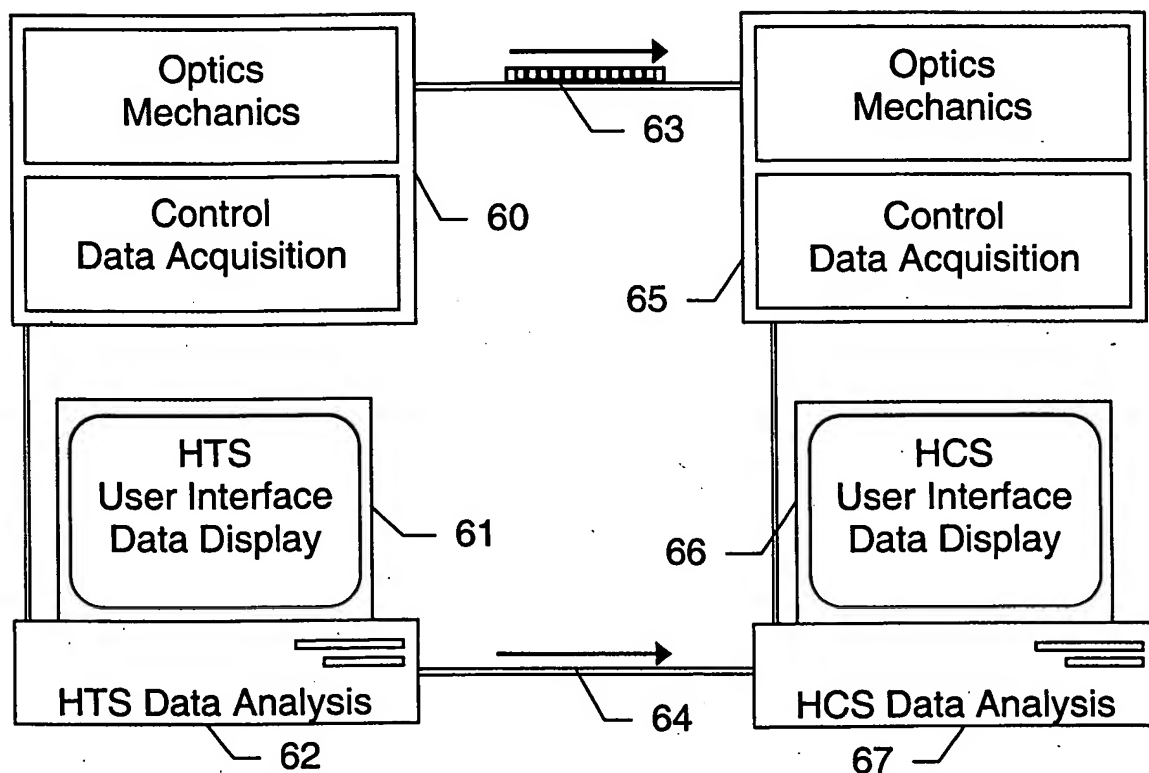 Optics
Mechanics
Control
Data Acquisition
60
63
Optics
Mechanics
Control
Data Acquisition
65
HTS
User Interface
Data Display
61
HTS Data Analysis
62
64
HCS
User Interface
Data Display
66
HCS Data Analysis
67